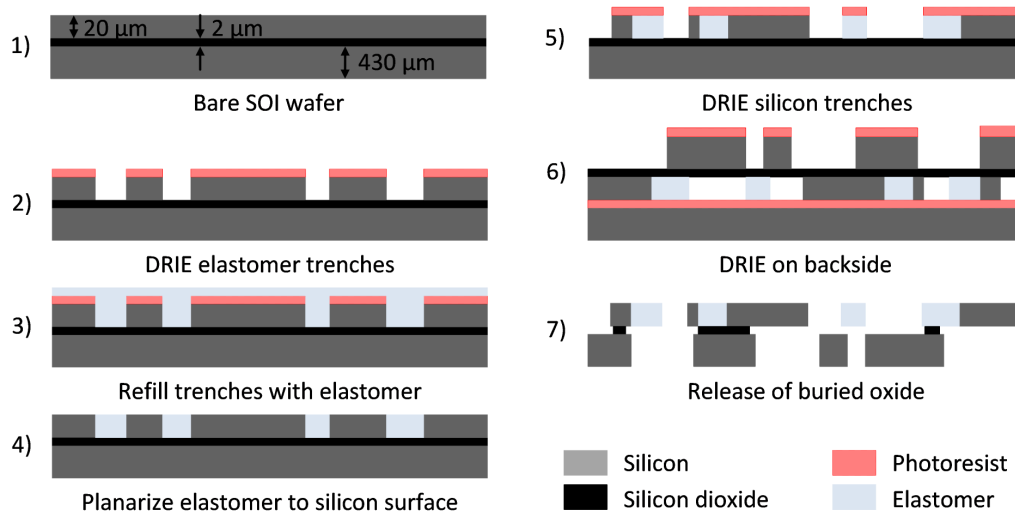 1)
20 µm
2 µm
430 µm
Bare SOI wafer
2)
DRIE elastomer trenches
3)
Refill trenches with elastomer
4)
Planarize elastomer to silicon surface
5)
DRIE silicon trenches
6)
DRIE on backside
7)
Release of buried oxide
Silicon
Photoresist
Silicon dioxide
Elastomer